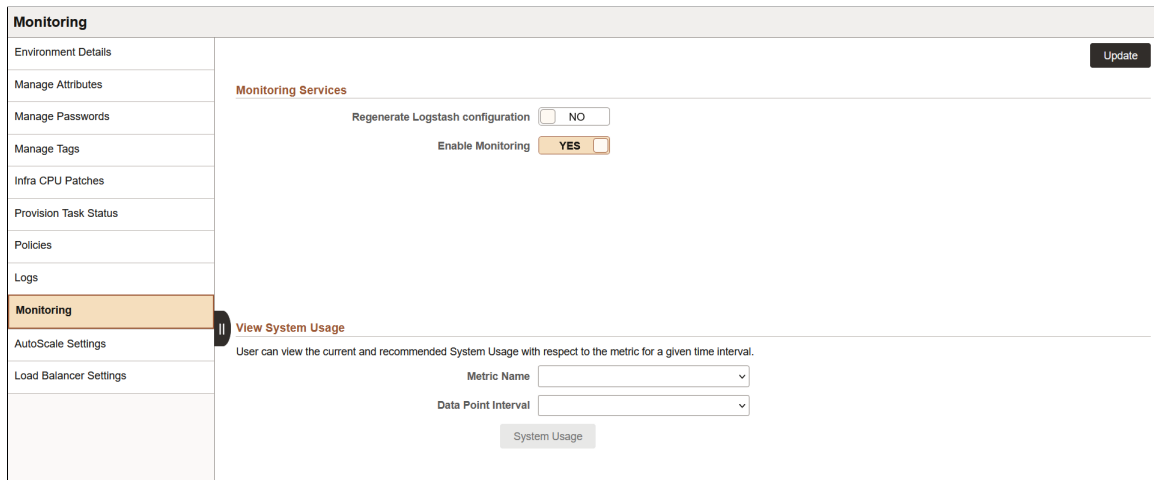 Monitoring
Environment Details
Manage Attributes
Manage Passwords
Manage Tags
Infra CPU Patches
Provision Task Status
Policies
Logs
Monitoring
AutoScale Settings
Load Balancer Settings
Update
Monitoring Services
Regenerate Logstash configuration NO
Enable Monitoring YES
View System Usage
User can view the current and recommended System Usage with respect to the metric for a given time interval.
Metric Name
Data Point Interval
System Usage